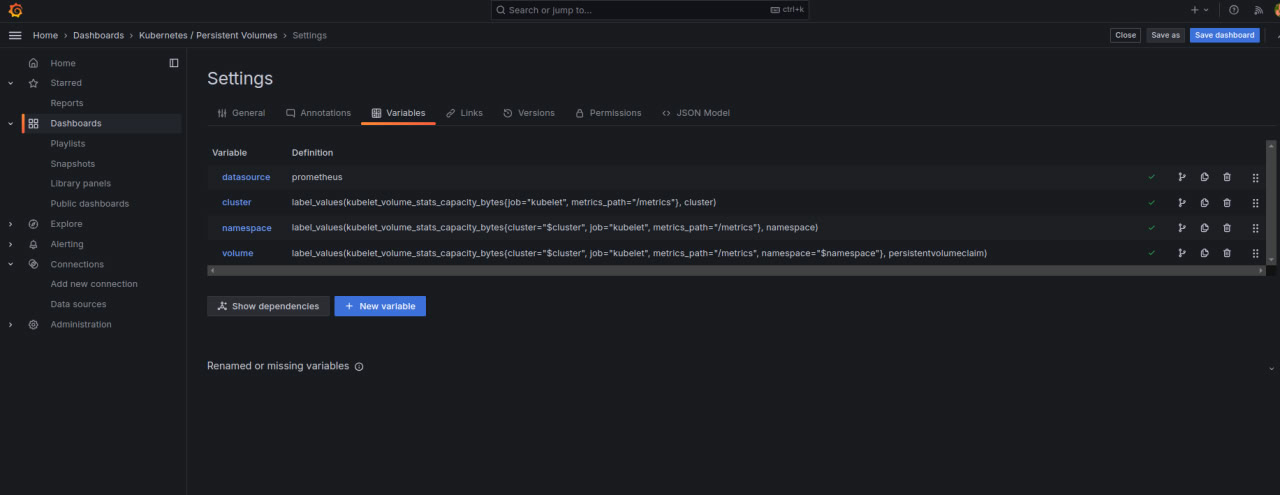 Search or jump to...
ctrl+k
Home › Dashboards › Kubernetes / Persistent Volumes › Settings
Close
Save as
Save dashboard
Home
Starred
Reports
Dashboards
Playlists
Snapshots
Library panels
Public dashboards
Explore
Alerting
Connections
Add new connection
Data sources
Administration
Settings
General
Annotations
Variables
Links
Versions
Permissions
JSON Model
Variable Definition
datasource prometheus
cluster label_values(kubelet_volume_stats_capacity_bytes{job="kubelet", metrics_path="/metrics"}, cluster)
namespace label_values(kubelet_volume_stats_capacity_bytes{cluster="$cluster", job="kubelet", metrics_path="/metrics"}, namespace)
volume label_values(kubelet_volume_stats_capacity_bytes{cluster="$cluster", job="kubelet", metrics_path="/metrics", namespace="$namespace"}, persistentvolumeclaim)
Show dependencies
+ New variable
Renamed or missing variables